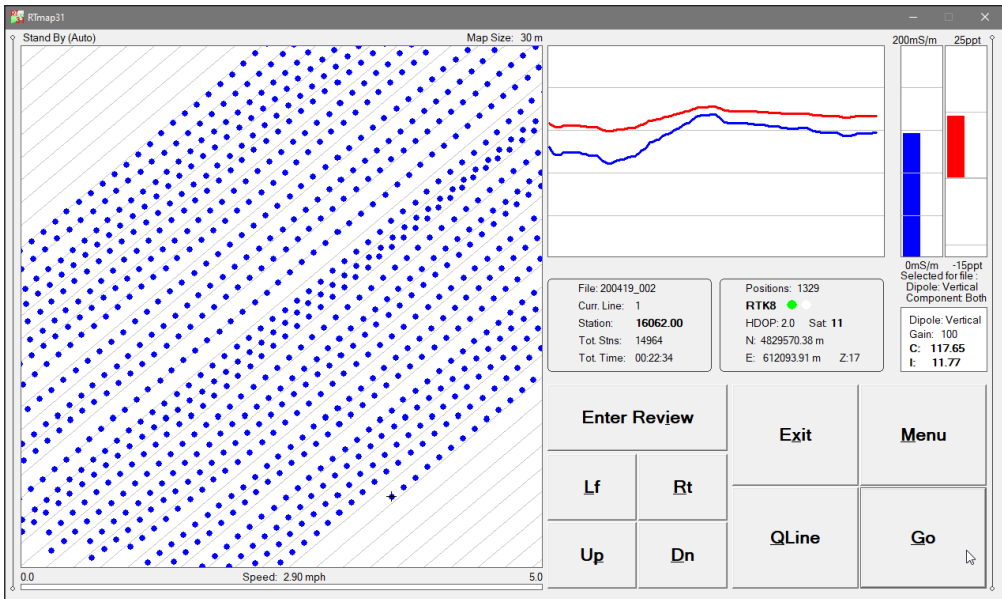 RTmap31
Stand By (Auto)
Map Size: 30 m
200mS/m 25ppt
0mS/m -15ppt
Selected for file :
Dipole: Vertical
Component: Both
File: 200419_002
Curr. Line: 1
Station: 16062.00
Tot. Stns: 14964
Tot. Time: 00:22:34
Positions: 1329
RTK8
HDOP: 2.0 Sat: 11
N: 4829570.38 m
E: 612093.91 m Z:17
Dipole: Vertical
Gain: 100
C: 117.65
I: 11.77
Enter Review
Exit
Menu
Lf
Rt
QLine
Go
Up
Dn
0.0
Speed: 2.90 mph
5.0